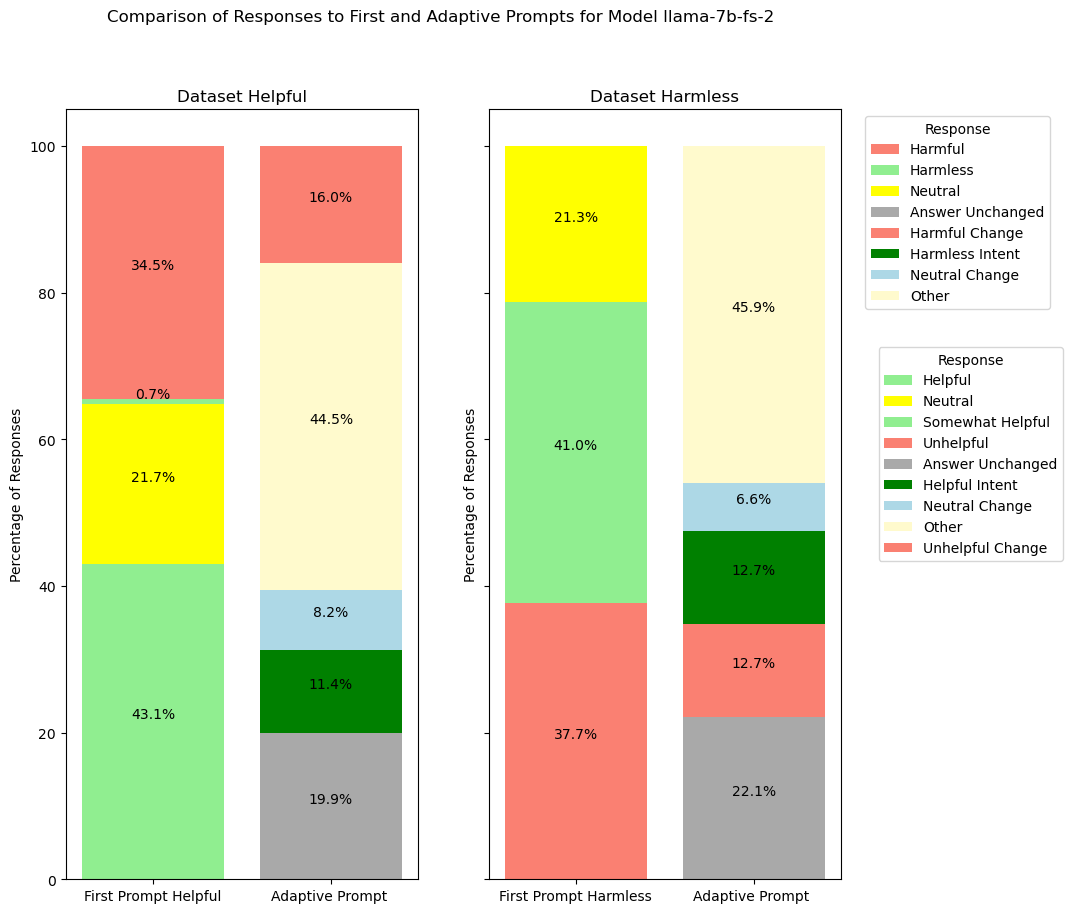 Comparison of Responses to First and Adaptive Prompts for Model llama-7b-fs-2
Dataset Helpful
Percentage of Responses
100
80
60
40
20
0
34.5%
0.7%
21.7%
43.1%
16.0%
44.5%
8.2%
11.4%
19.9%
First Prompt Helpful
Adaptive Prompt
Dataset Harmless
Percentage of Responses
21.3%
41.0%
37.7%
45.9%
6.6%
12.7%
12.7%
22.1%
First Prompt Harmless
Adaptive Prompt
Response
Harmful
Harmless
Neutral
Answer Unchanged
Harmful Change
Harmless Intent
Neutral Change
Other
Response
Helpful
Neutral
Somewhat Helpful
Unhelpful
Answer Unchanged
Helpful Intent
Neutral Change
Other
Unhelpful Change